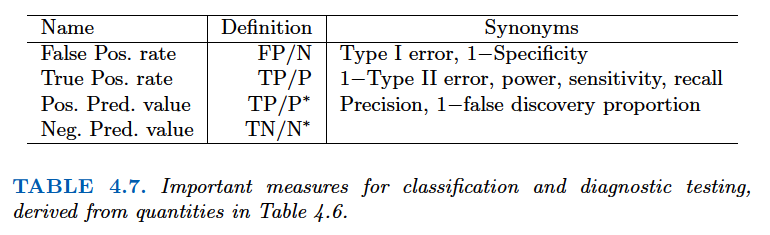 Name Definition Synonyms
False Pos. rate FP/N Type I error, 1−Specificity
True Pos. rate TP/P 1−Type II error, power, sensitivity, recall
Pos. Pred. value TP/P* Precision, 1−false discovery proportion
Neg. Pred. value TN/N*
TABLE 4.7. Important measures for classification and diagnostic testing,
derived from quantities in Table 4.6.